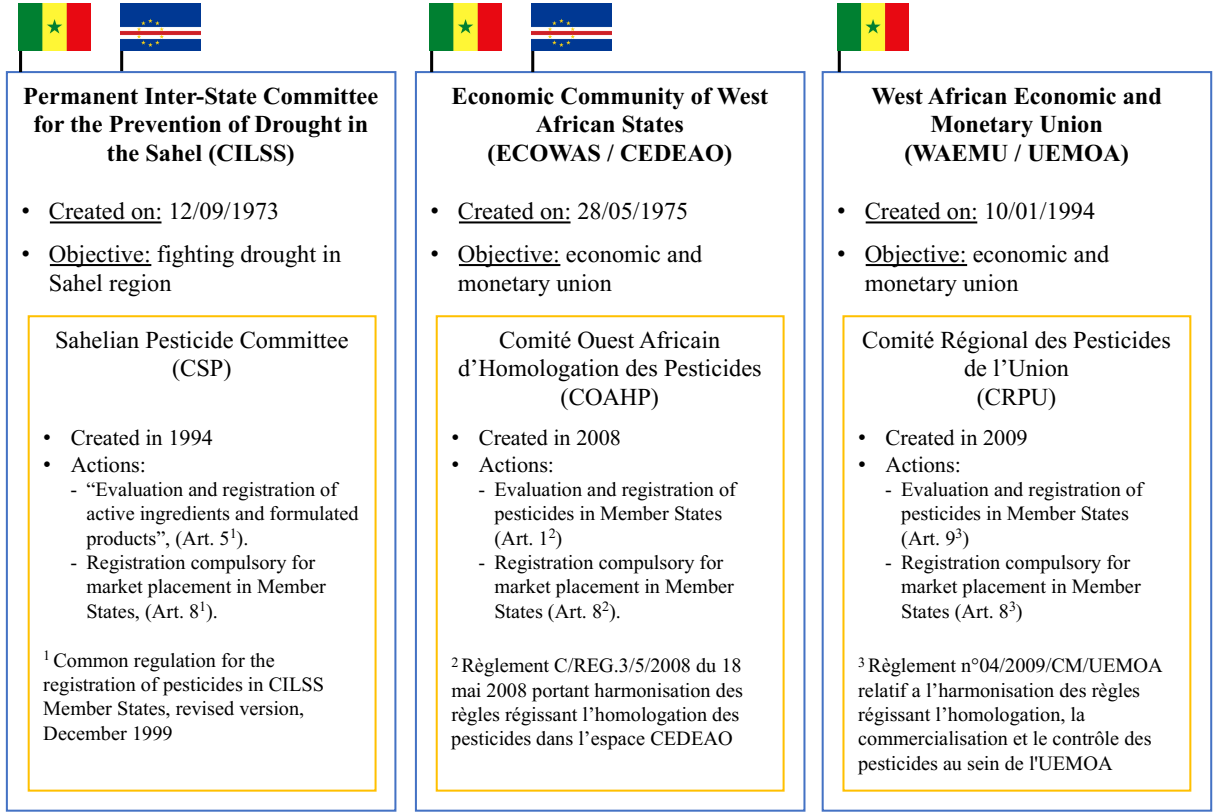 Permanent Inter-State Committee
for the Prevention of Drought in
the Sahel (CILSS)
• Created on: 12/09/1973
• Objective: fighting drought in
Sahel region
Sahelian Pesticide Committee
(CSP)
• Created in 1994
• Actions:
- “Evaluation and registration of
active ingredients and formulated
products”, (Art. 5¹).
- Registration compulsory for
market placement in Member
States, (Art. 8¹).
¹ Common regulation for the
registration of pesticides in CILSS
Member States, revised version,
December 1999
Economic Community of West
African States
(ECOWAS / CEDEAO)
• Created on: 28/05/1975
• Objective: economic and
monetary union
Comité Ouest Africain
d’Homologation des Pesticides
(COAHP)
• Created in 2008
• Actions:
- Evaluation and registration of
pesticides in Member States
(Art. 1²)
- Registration compulsory for
market placement in Member
States (Art. 8²).
² Règlement C/REG.3/5/2008 du 18
mai 2008 portant harmonisation des
règles régissant l’homologation des
pesticides dans l’espace CEDEAO
West African Economic and
Monetary Union
(WAEMU / UEMOA)
• Created on: 10/01/1994
• Objective: economic and
monetary union
Comité Régional des Pesticides
de l’Union
(CRPU)
• Created in 2009
• Actions:
- Evaluation and registration of
pesticides in Member States
(Art. 9³)
- Registration compulsory for
market placement in Member
States (Art. 8³)
³ Règlement n°04/2009/CM/UEMOA
relatif a l’harmonisation des règles
régissant l’homologation, la
commercialisation et le contrôle des
pesticides au sein de l'UEMOA